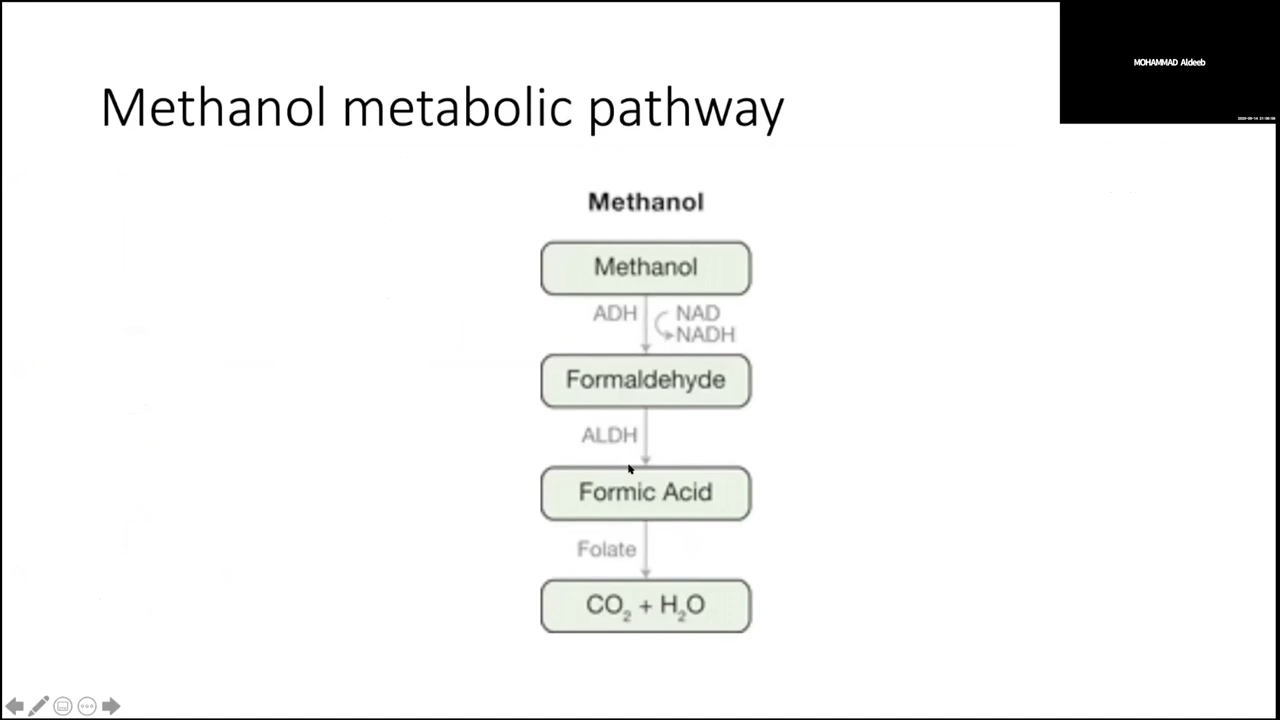 MOHAMMAD Aldeeb
Methanol metabolic pathway
Methanol
Methanol
ADH
NAD
NADH
Formaldehyde
ALDH
Formic Acid
Folate
CO₂ + H₂O